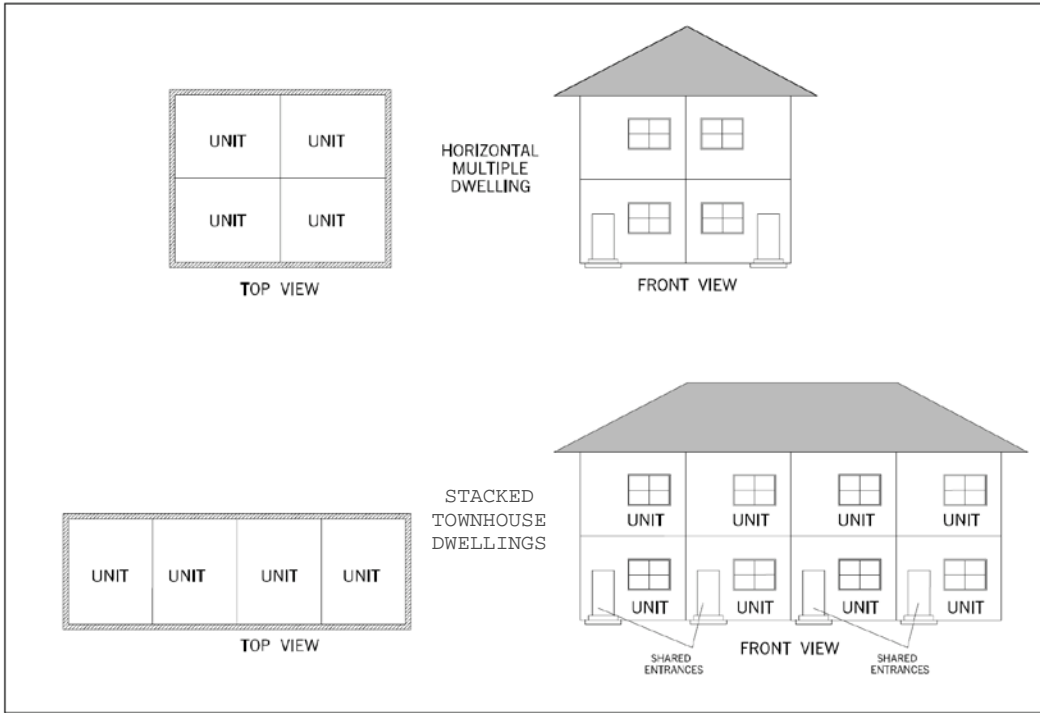 UNIT UNIT
UNIT UNIT
TOP VIEW
HORIZONTAL
MULTIPLE
DWELLING
FRONT VIEW
UNIT UNIT UNIT UNIT
TOP VIEW
STACKED
TOWNHOUSE
DWELLINGS
UNIT UNIT UNIT UNIT
UNIT UNIT UNIT UNIT
SHARED
ENTRANCES
FRONT VIEW
SHARED
ENTRANCES